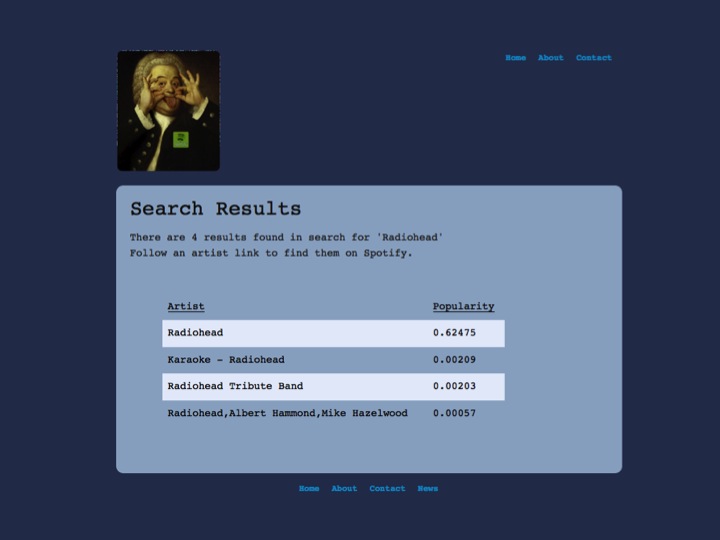 Home About Contact
Search Results
There are 4 results found in search for 'Radiohead'
Follow an artist link to find them on Spotify.
Artist Popularity
Radiohead 0.62475
Karaoke - Radiohead 0.00209
Radiohead Tribute Band 0.00203
Radiohead,Albert Hammond,Mike Hazelwood 0.00057
Home About Contact News